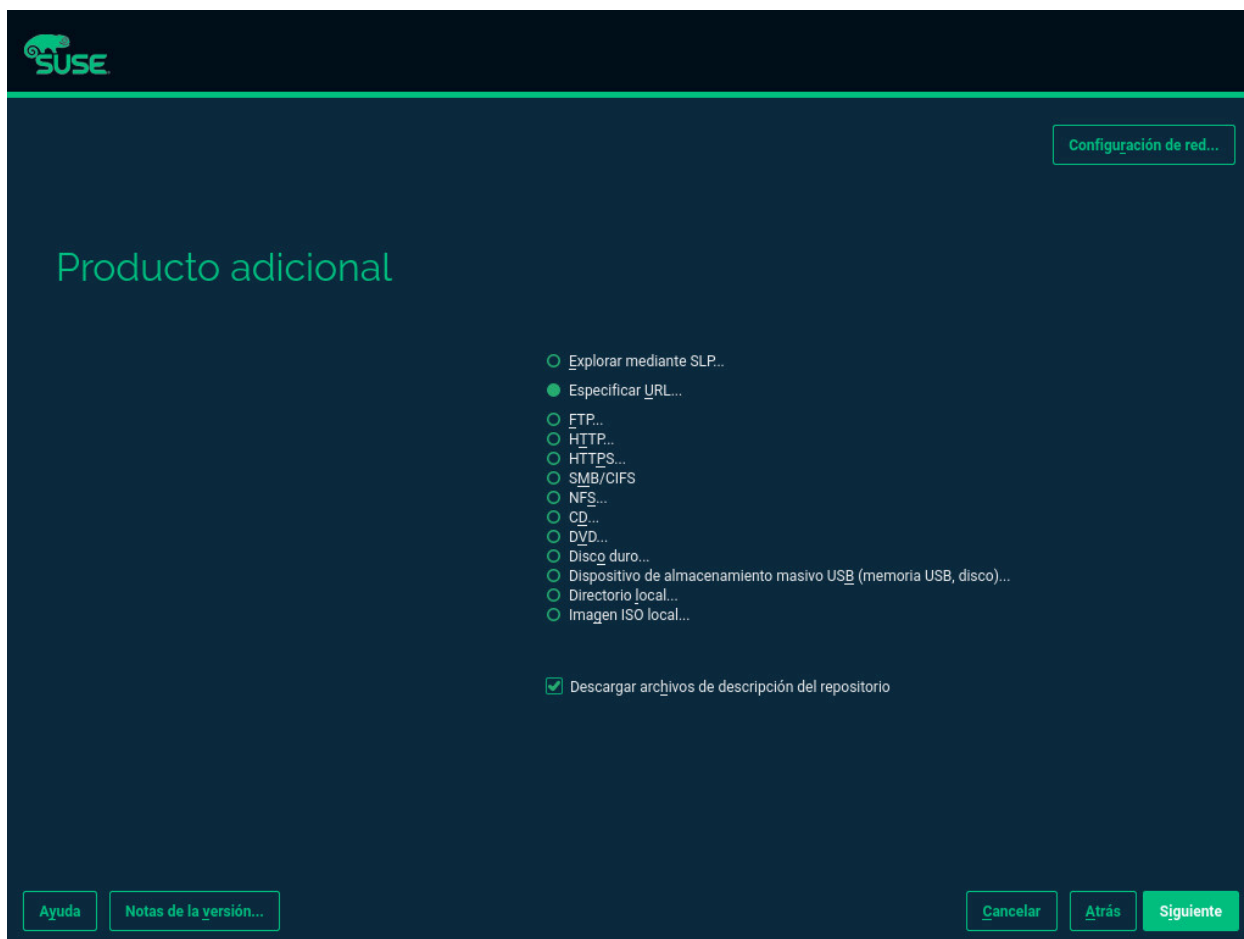 SUSE
Configuración de red...
Producto adicional
Explorar mediante SLP...
Especificar URL...
FTP...
HTTP...
HTTPS...
SMB/CIFS
NFS...
CD...
DVD...
Disco duro...
Dispositivo de almacenamiento masivo USB (memoria USB, disco)...
Directorio local...
Imagen ISO local...
Descargar archivos de descripción del repositorio
Ayuda
Notas de la versión...
Cancelar
Atrás
Siguiente